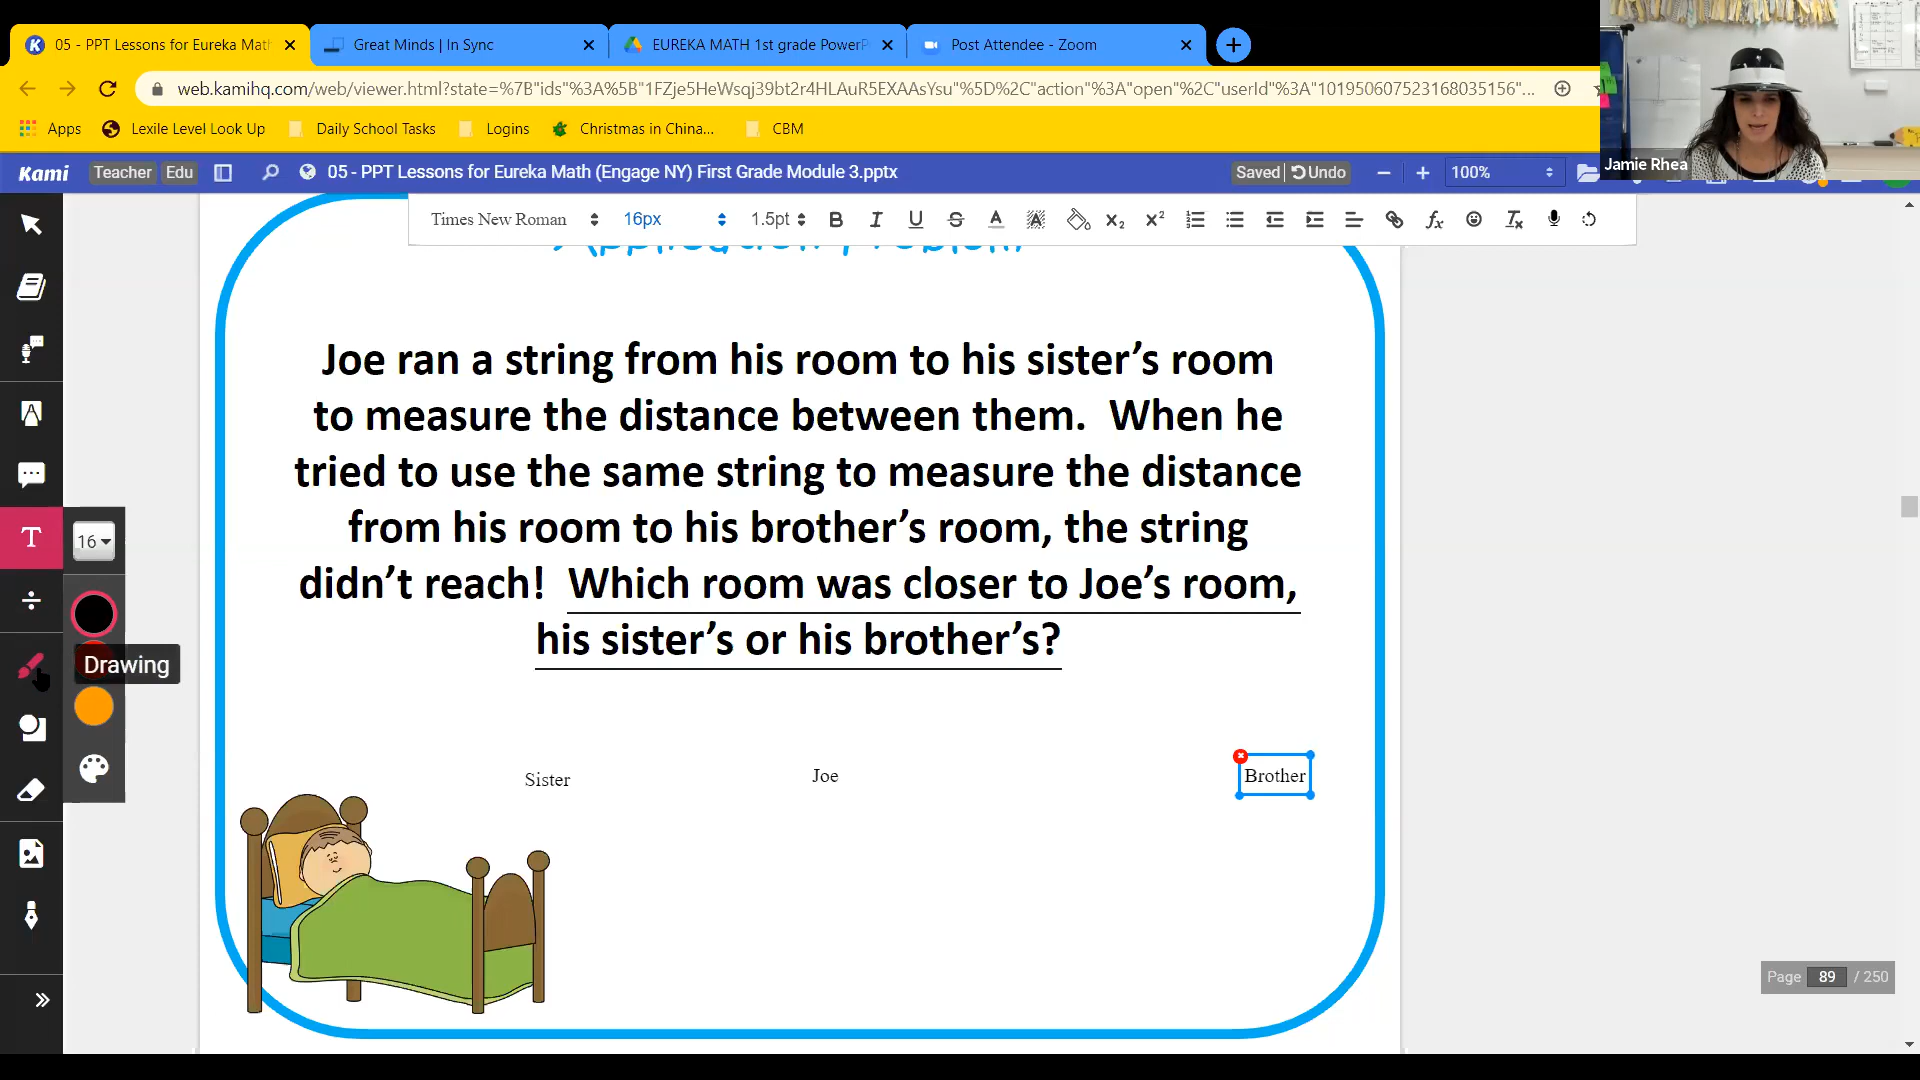 05 - PPT Lessons for Eureka Mat
Great Minds | In Sync
EUREKA MATH 1st grade PowerP
Post Attendee - Zoom
web.kamihq.com/web/viewer.html?state=%7B"ids"%3A%5B"1FZje5HeWsqj39bt2r4HLAuR5EXAAsYsu"%5D%2C"action"%3A"open"%2C"userId"%3A"101950607523168035156"...
Apps
Lexile Level Look Up
Daily School Tasks
Logins
Christmas in China...
CBM
Jamie Rhea
Kami
Teacher
Edu
05 - PPT Lessons for Eureka Math (Engage NY) First Grade Module 3.pptx
Saved
Undo
100%
Times New Roman
16px
1.5pt
Application Problem
Joe ran a string from his room to his sister's room
to measure the distance between them. When he
tried to use the same string to measure the distance
from his room to his brother's room, the string
didn't reach! Which room was closer to Joe's room,
his sister's or his brother's?
16
Drawing
Sister
Joe
Brother
Page 89 / 250